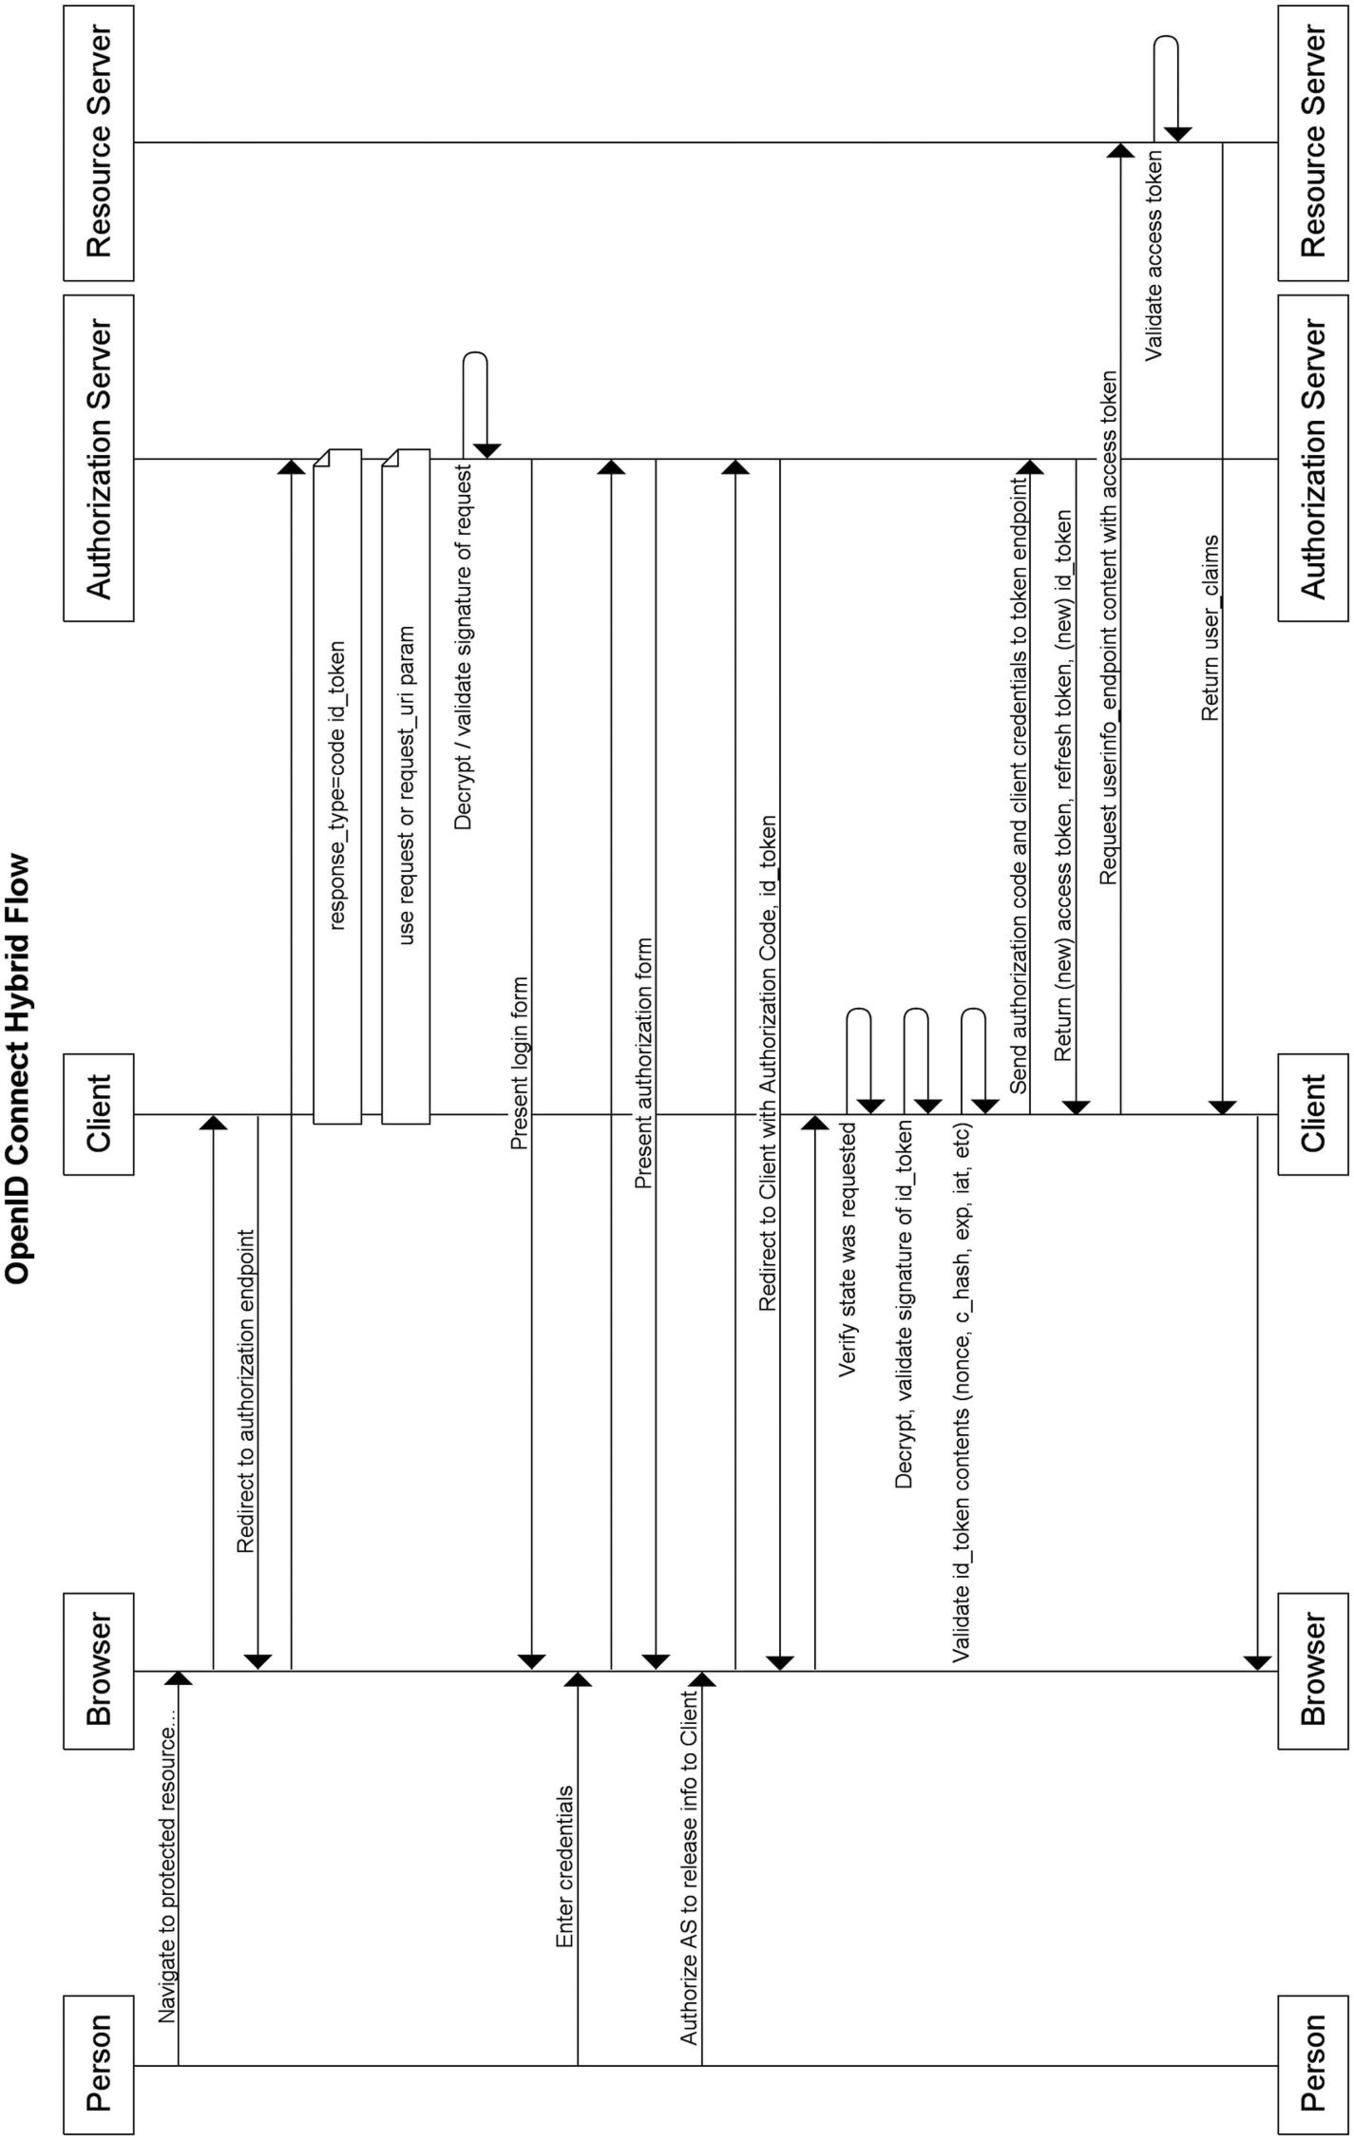 OpenID Connect Hybrid Flow
Person
Browser
Client
Authorization Server
Resource Server
Navigate to protected resource...
Redirect to authorization endpoint
response_type=code id_token
use request or request_uri param
Decrypt / validate signature of request
Present login form
Enter credentials
Present authorization form
Authorize AS to release info to Client
Redirect to Client with Authorization Code, id_token
Verify state was requested
Decrypt, validate signature of id_token
Validate id_token contents (nonce, c_hash, exp, iat, etc)
Send authorization code and client credentials to token endpoint
Return (new) access token, refresh token, (new) id_token
Request userinfo_endpoint content with access token
Validate access token
Return user_claims
Person
Browser
Client
Authorization Server
Resource Server